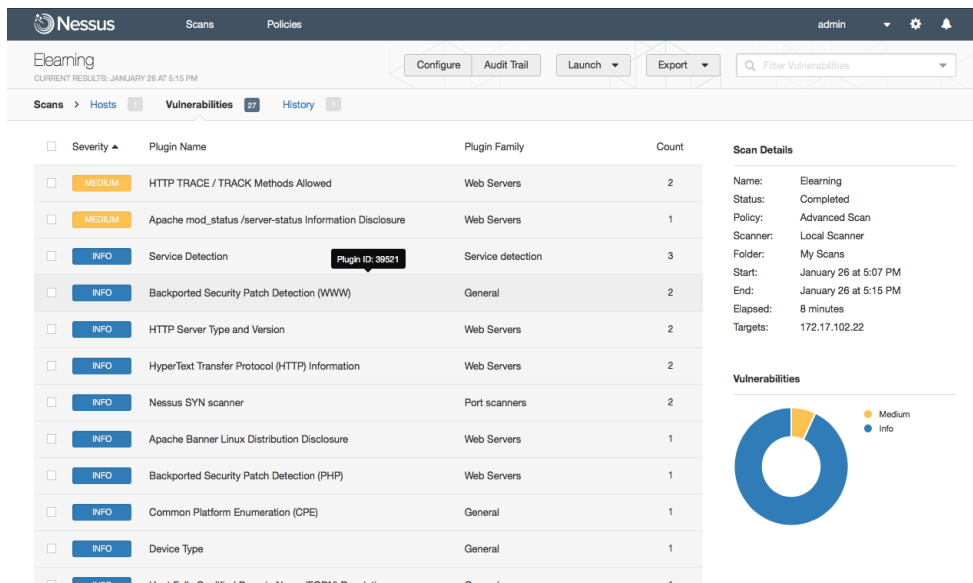 Nessus Scans Policies admin
Elearning
CURRENT RESULTS: JANUARY 26 AT 5:15 PM
Configure Audit Trail Launch Export Filter Vulnerabilities
Scans > Hosts 1 Vulnerabilities 27 History 1
Severity Plugin Name Plugin Family Count
MEDIUM HTTP TRACE / TRACK Methods Allowed Web Servers 2
MEDIUM Apache mod_status /server-status Information Disclosure Web Servers 1
INFO Service Detection Service detection 3
Plugin ID: 39521
INFO Backported Security Patch Detection (WWW) General 2
INFO HTTP Server Type and Version Web Servers 2
INFO HyperText Transfer Protocol (HTTP) Information Web Servers 2
INFO Nessus SYN scanner Port scanners 2
INFO Apache Banner Linux Distribution Disclosure Web Servers 1
INFO Backported Security Patch Detection (PHP) Web Servers 1
INFO Common Platform Enumeration (CPE) General 1
INFO Device Type General 1
Scan Details
Name: Elearning
Status: Completed
Policy: Advanced Scan
Scanner: Local Scanner
Folder: My Scans
Start: January 26 at 5:07 PM
End: January 26 at 5:15 PM
Elapsed: 8 minutes
Targets: 172.17.102.22
Vulnerabilities
Medium
Info